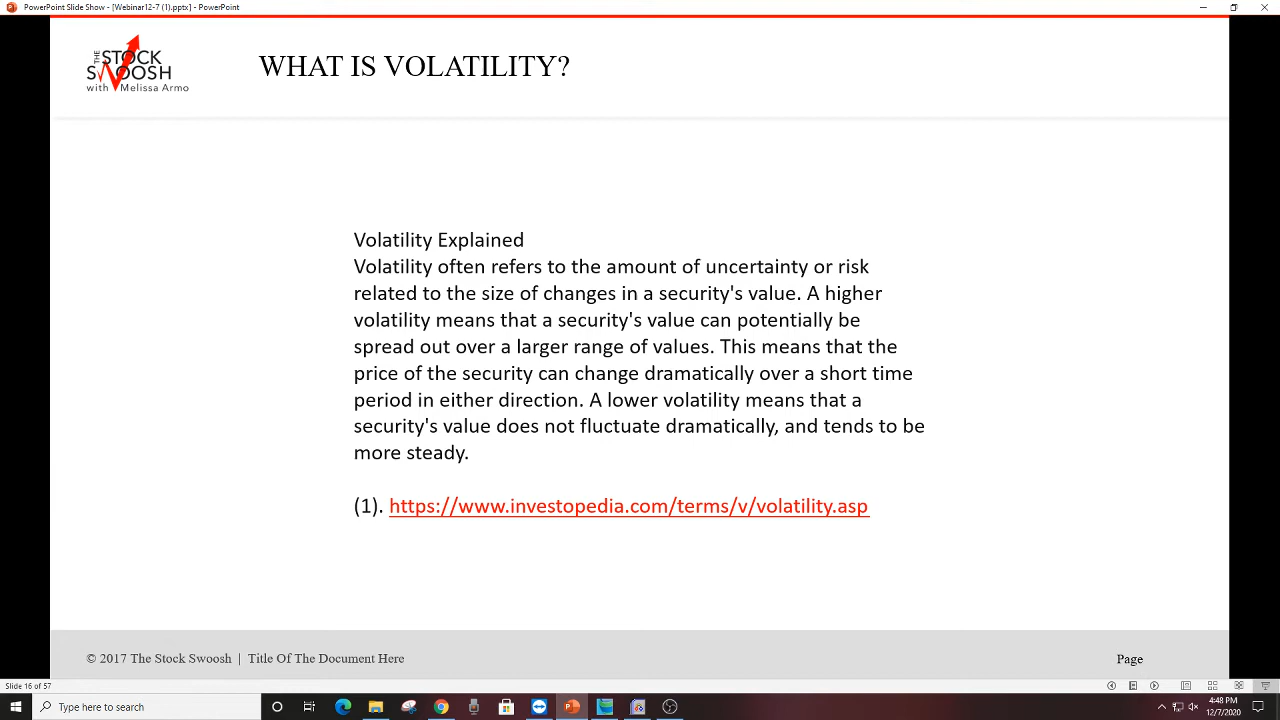 PowerPoint Slide Show - [Webinar12-7 (1).pptx] - PowerPoint
THE
STOCK
SWOOSH
with Melissa Armo
WHAT IS VOLATILITY?
Volatility Explained
Volatility often refers to the amount of uncertainty or risk
related to the size of changes in a security's value. A higher
volatility means that a security's value can potentially be
spread out over a larger range of values. This means that the
price of the security can change dramatically over a short time
period in either direction. A lower volatility means that a
security's value does not fluctuate dramatically, and tends to be
more steady.
(1). https://www.investopedia.com/terms/v/volatility.asp
© 2017 The Stock Swoosh | Title Of The Document Here
Page
Slide 16 of 57
Type here to search
4:48 PM
12/7/2020